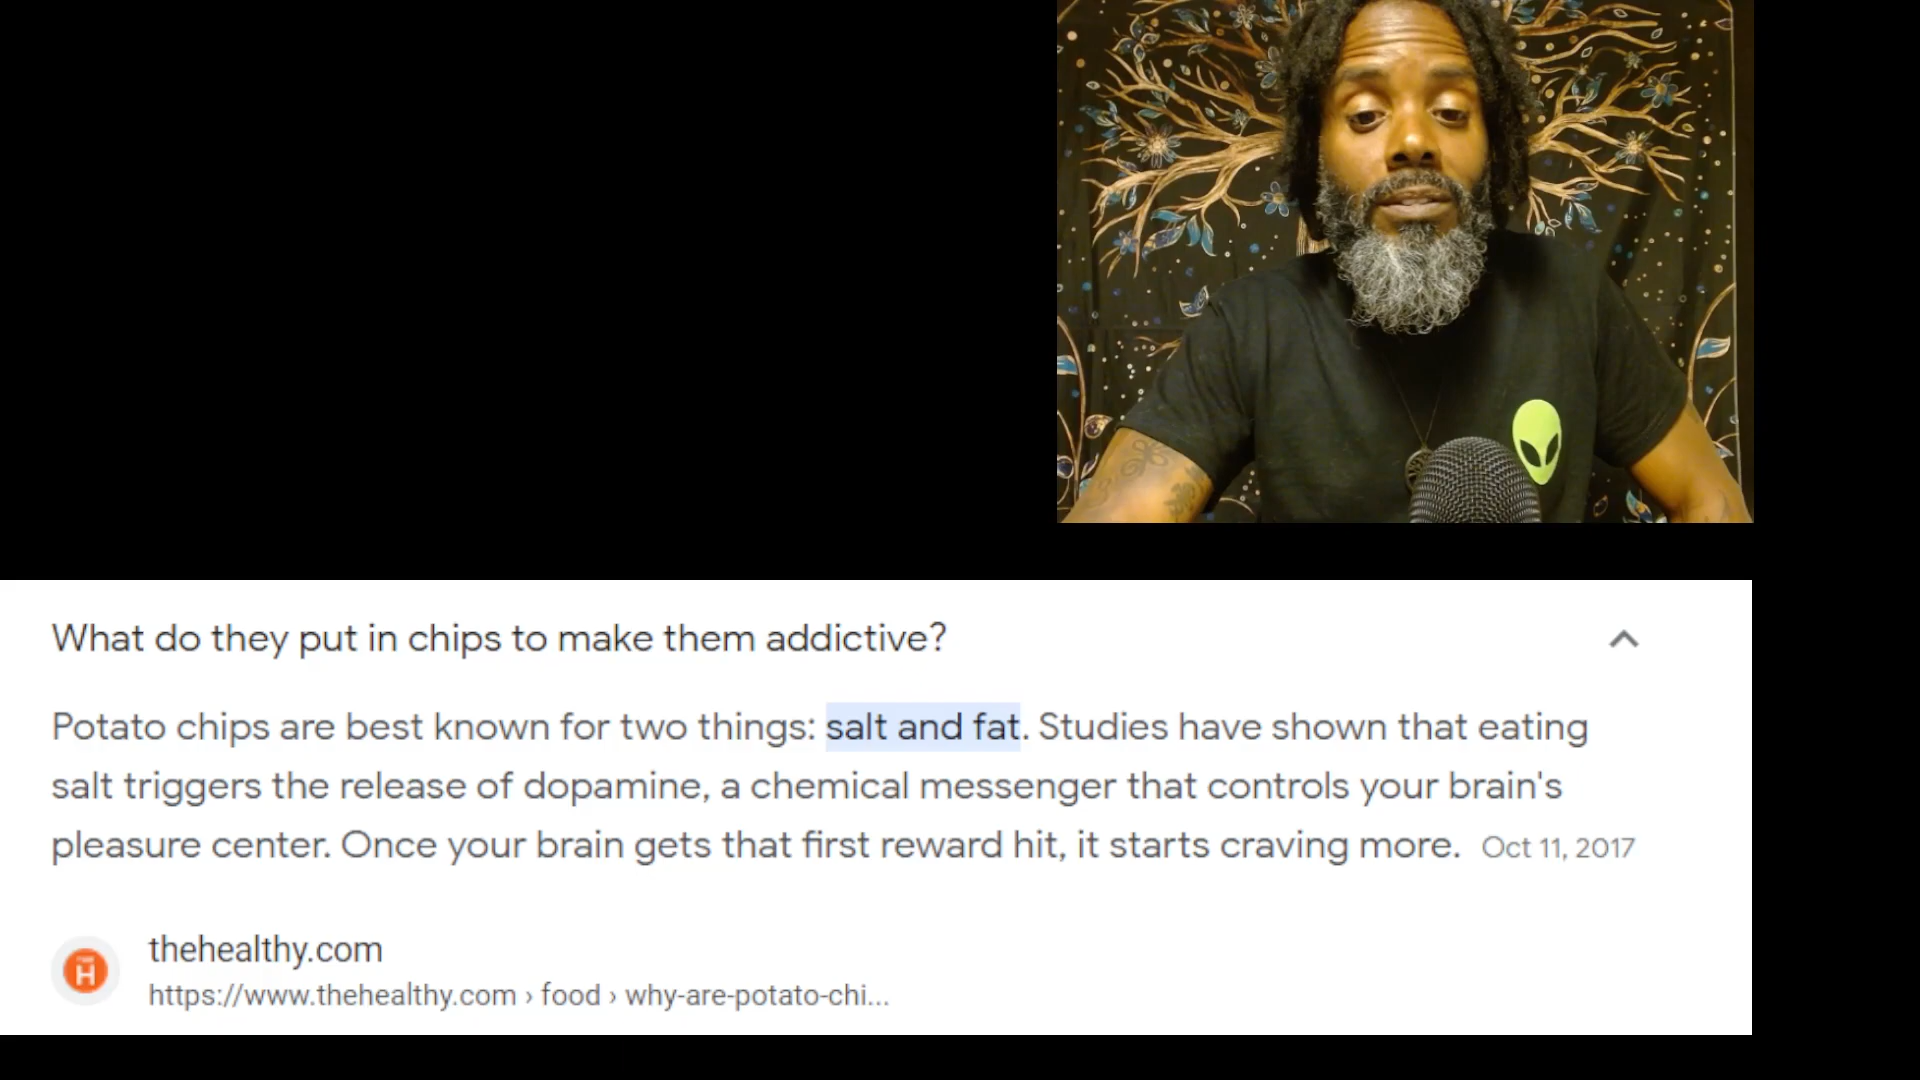 What do they put in chips to make them addictive?
Potato chips are best known for two things: salt and fat. Studies have shown that eating
salt triggers the release of dopamine, a chemical messenger that controls your brain's
pleasure center. Once your brain gets that first reward hit, it starts craving more. Oct 11, 2017
H
thehealthy.com
https://www.thehealthy.com › food › why-are-potato-chi...